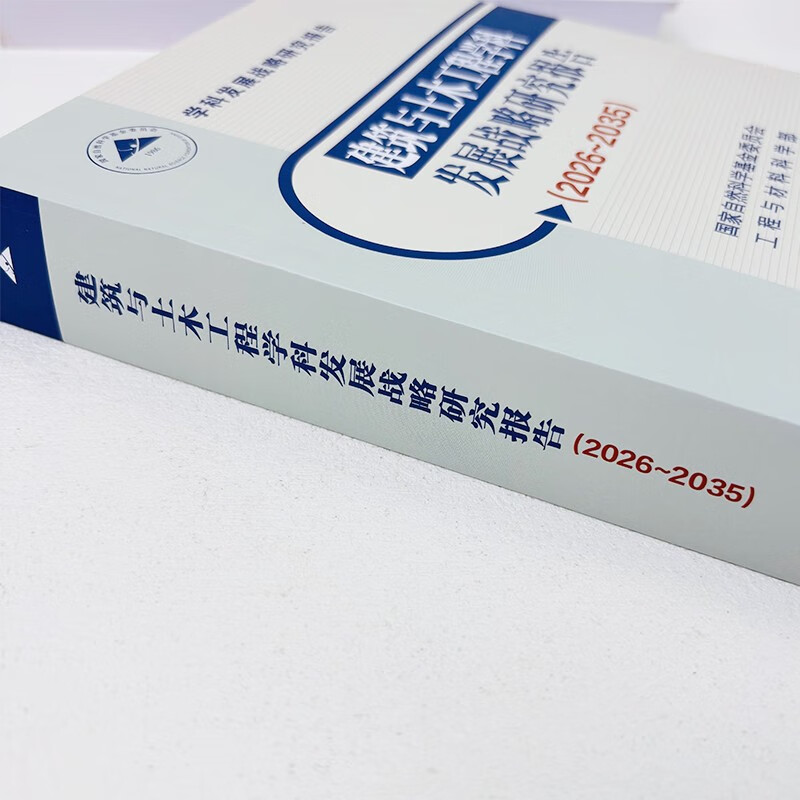 学科发展战略研究报告
建筑与土木工程学科
发展战略研究报告
(2026~2035)
国家自然科学基金委员会
工程与材料科学部
1986
建筑与土木工程学科发展战略研究报告(2026~2035)